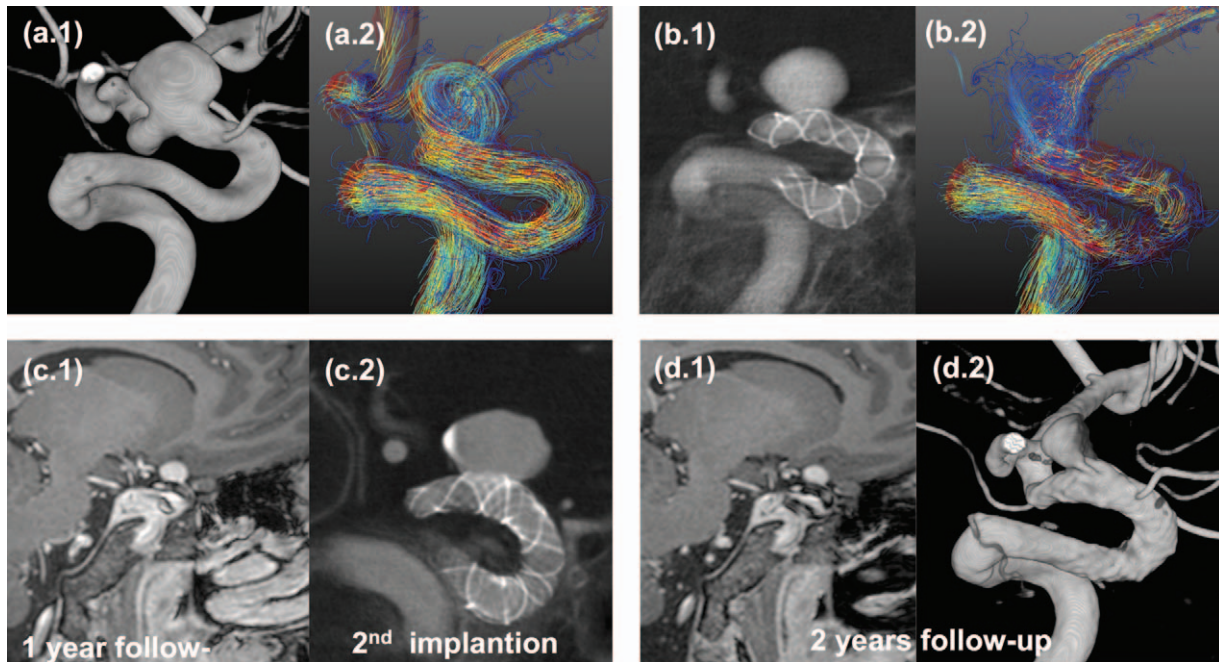 (a.1)
(a.2)
(b.1)
(b.2)
(c.1)
(c.2)
(d.1)
(d.2)
1 year follow-
2nd implantion
2 years follow-up